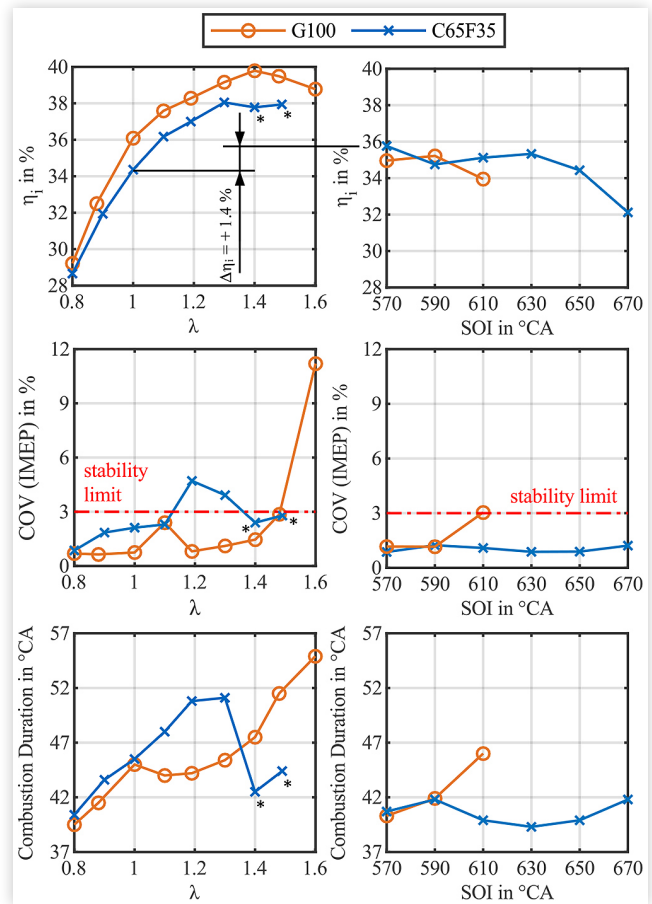 G100 C65F35
40
38
36
34
32
30
28
η_i in %
0.8 1 1.2 1.4 1.6
λ
* *
Δη_i = + 1.4 %
40
38
36
34
32
30
28
η_i in %
570 590 610 630 650 670
SOI in °CA
12
9
6
3
0
COV (IMEP) in %
stability
limit
* *
0.8 1 1.2 1.4 1.6
λ
12
9
6
3
0
COV (IMEP) in %
stability limit
570 590 610 630 650 670
SOI in °CA
57
52
47
42
37
Combustion Duration in °CA
* *
0.8 1 1.2 1.4 1.6
λ
57
52
47
42
37
Combustion Duration in °CA
570 590 610 630 650 670
SOI in °CA